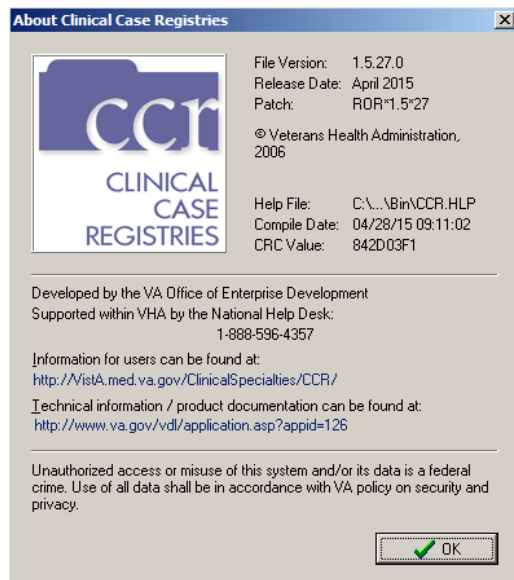 About Clinical Case Registries
ccr
CLINICAL
CASE
REGISTRIES
File Version: 1.5.27.0
Release Date: April 2015
Patch: ROR*1.5*27
© Veterans Health Administration,
2006
Help File: C:\...\Bin\CCR.HLP
Compile Date: 04/28/15 09:11:02
CRC Value: 842D03F1
Developed by the VA Office of Enterprise Development
Supported within VHA by the National Help Desk:
1-888-596-4357
Information for users can be found at:
http://VistA.med.va.gov/ClinicalSpecialties/CCR/
Technical information / product documentation can be found at:
http://www.va.gov/vdl/application.asp?appid=126
Unauthorized access or misuse of this system and/or its data is a federal
crime. Use of all data shall be in accordance with VA policy on security and
privacy.
OK